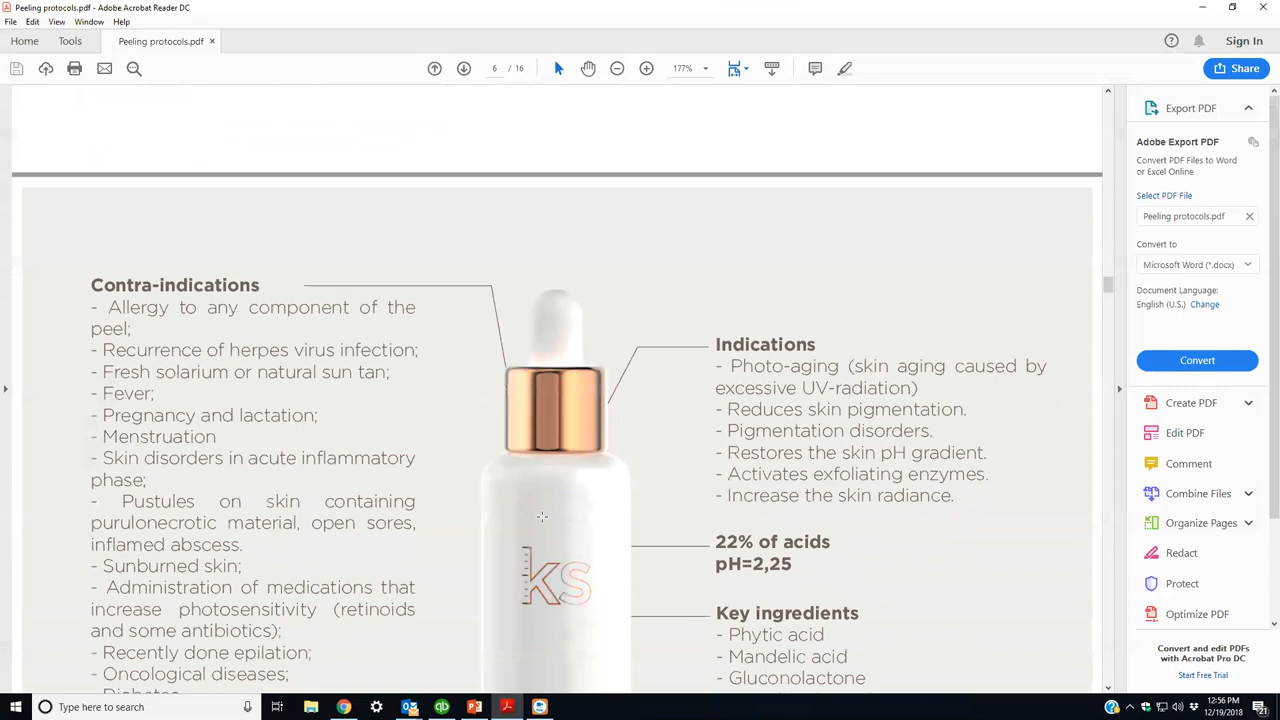 Peeling protocols.pdf - Adobe Acrobat Reader DC
File Edit View Window Help
Home Tools Peeling protocols.pdf × Sign In
6 / 16 177% Share
Contra-indications
- Allergy to any component of the
peel;
- Recurrence of herpes virus infection;
- Fresh solarium or natural sun tan;
- Fever;
- Pregnancy and lactation;
- Menstruation
- Skin disorders in acute inflammatory
phase;
- Pustules on skin containing
purulonecrotic material, open sores,
inflamed abscess.
- Sunburned skin;
- Administration of medications that
increase photosensitivity (retinoids
and some antibiotics);
- Recently done epilation;
- Oncological diseases;
- Diabetes
ks
Indications
- Photo-aging (skin aging caused by
excessive UV-radiation)
- Reduces skin pigmentation.
- Pigmentation disorders.
- Restores the skin pH gradient.
- Activates exfoliating enzymes.
- Increase the skin radiance.
22% of acids
pH=2,25
Key ingredients
- Phytic acid
- Mandelic acid
- Gluconolactone
Export PDF
Adobe Export PDF
Convert PDF Files to Word
or Excel Online
Select PDF File
Peeling protocols.pdf
Convert to
Microsoft Word (*.docx)
Document Language:
English (U.S.) Change
Convert
Create PDF
Edit PDF
Comment
Combine Files
Organize Pages
Redact
Protect
Optimize PDF
Convert and edit PDFs
with Acrobat Pro DC
Start Free Trial
Type here to search
12:56 PM
12/19/2018
21